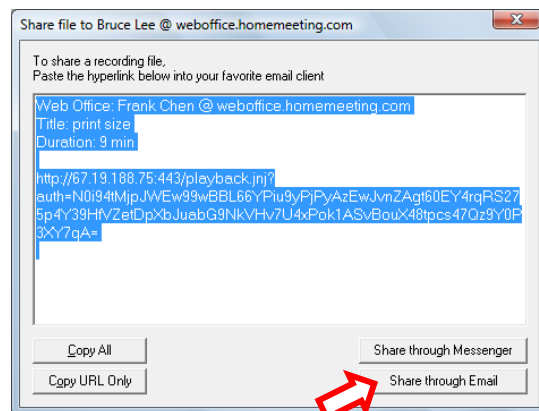 Share file to Bruce Lee @ weboffice.homemeeting.com
To share a recording file,
Paste the hyperlink below into your favorite email client
Web Office: Frank Chen @ weboffice.homemeeting.com
Title: print size
Duration: 9 min
http://67.19.188.75:443/playback.jnj?
auth=N0i94tMjpJWEw99wBBL66YPiu9yPjPyAzEwJvnZAgt60EY4rqRS27
5p4Y39HfVZetDpXbJuabG9NkVHv7U4xPok1ASvBouX48tpcs47Qz9Y0P
3XY7qA=
Copy All
Share through Messenger
Copy URL Only
Share through Email